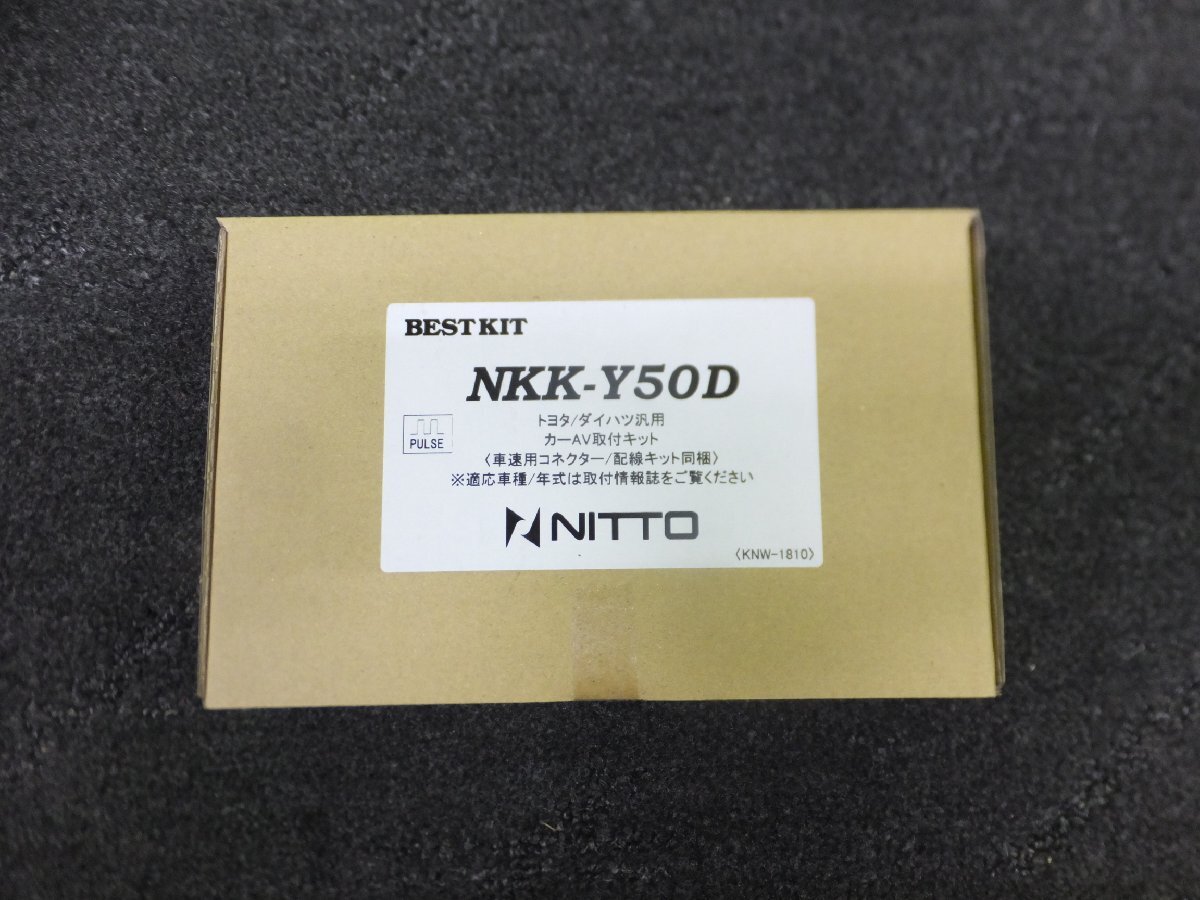 BEST KIT
NKK-Y50D
PULSE
トヨタ/ダイハツ汎用
カーAV取付キット
〈車速用コネクター/配線キット同梱〉
※適応車種/年式は取付情報誌をご覧ください
NITTO
〈KNW-1810〉